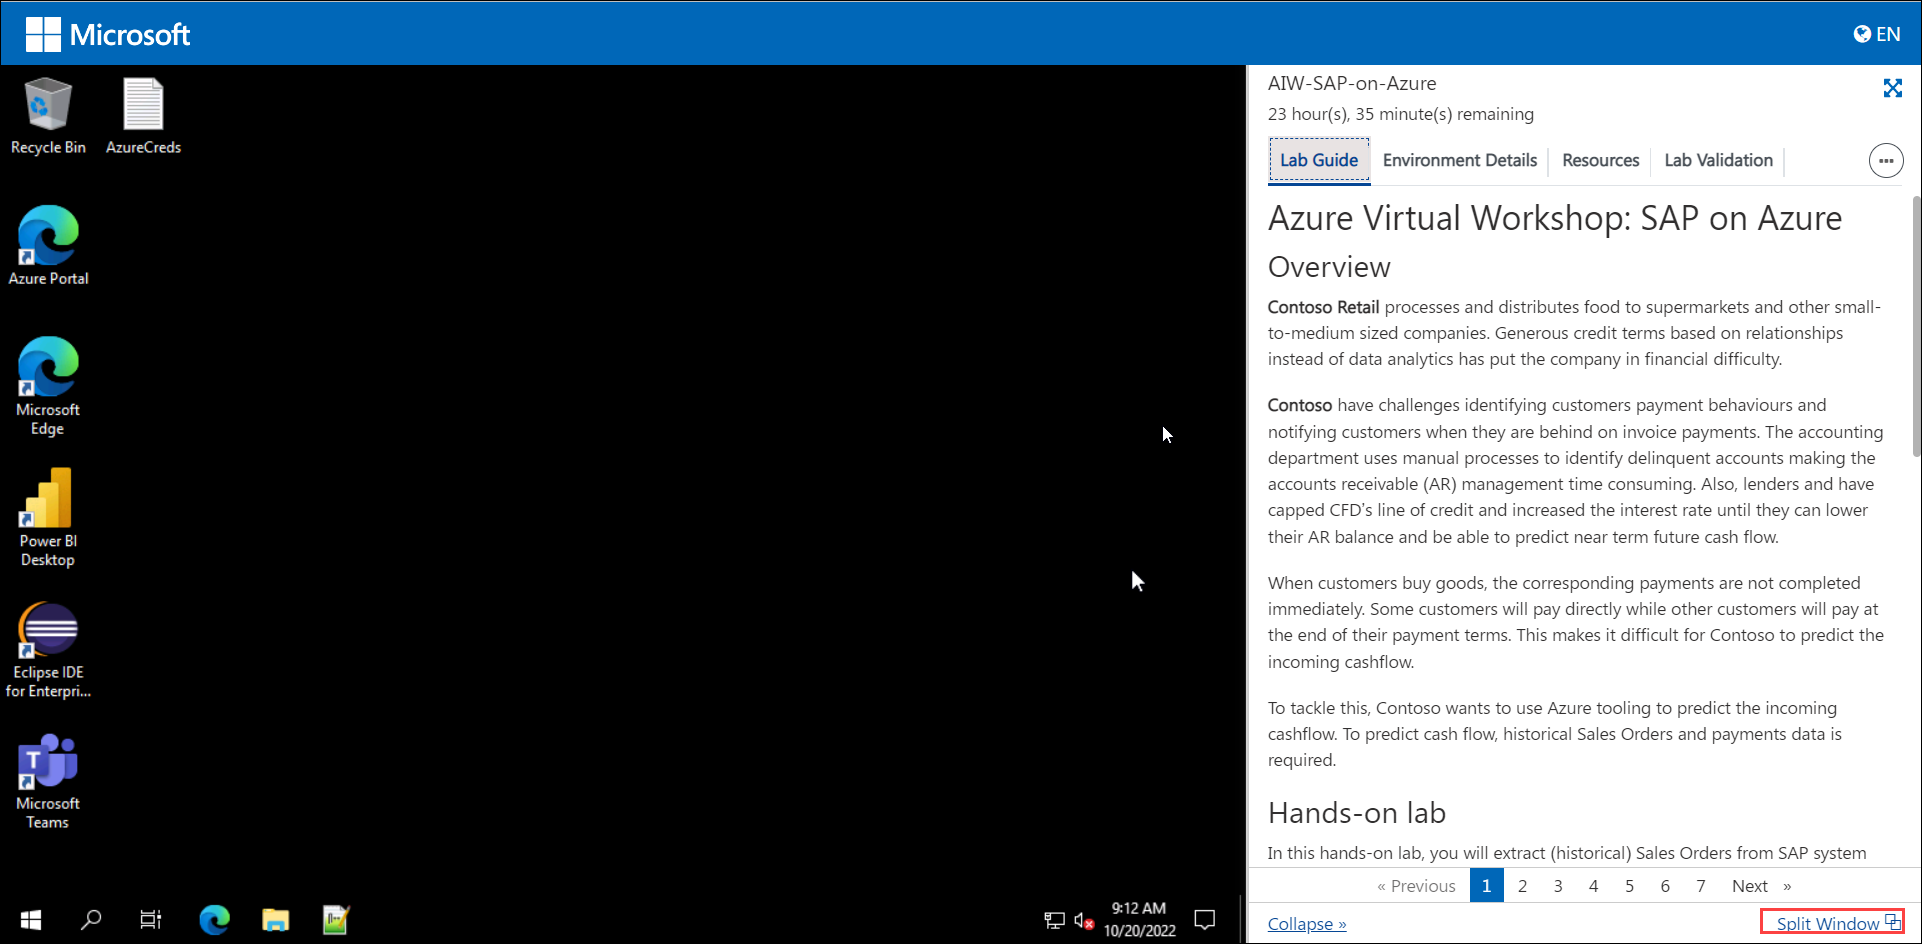 Microsoft
EN
Recycle Bin
AzureCreds
Azure Portal
Microsoft
Edge
Power BI
Desktop
Eclipse IDE
for Enterpri...
T
Microsoft
Teams
9:12 AM
10/20/2022
AIW-SAP-on-Azure
23 hour(s), 35 minute(s) remaining
Lab Guide
Environment Details
Resources
Lab Validation
Azure Virtual Workshop: SAP on Azure
Overview
Contoso Retail processes and distributes food to supermarkets and other small-
to-medium sized companies. Generous credit terms based on relationships
instead of data analytics has put the company in financial difficulty.
Contoso have challenges identifying customers payment behaviours and
notifying customers when they are behind on invoice payments. The accounting
department uses manual processes to identify delinquent accounts making the
accounts receivable (AR) management time consuming. Also, lenders and have
capped CFD's line of credit and increased the interest rate until they can lower
their AR balance and be able to predict near term future cash flow.
When customers buy goods, the corresponding payments are not completed
immediately. Some customers will pay directly while other customers will pay at
the end of their payment terms. This makes it difficult for Contoso to predict the
incoming cashflow.
To tackle this, Contoso wants to use Azure tooling to predict the incoming
cashflow. To predict cash flow, historical Sales Orders and payments data is
required.
Hands-on lab
In this hands-on lab, you will extract (historical) Sales Orders from SAP system
« Previous 1 2 3 4 5 6 7 Next »
Collapse »
Split Window